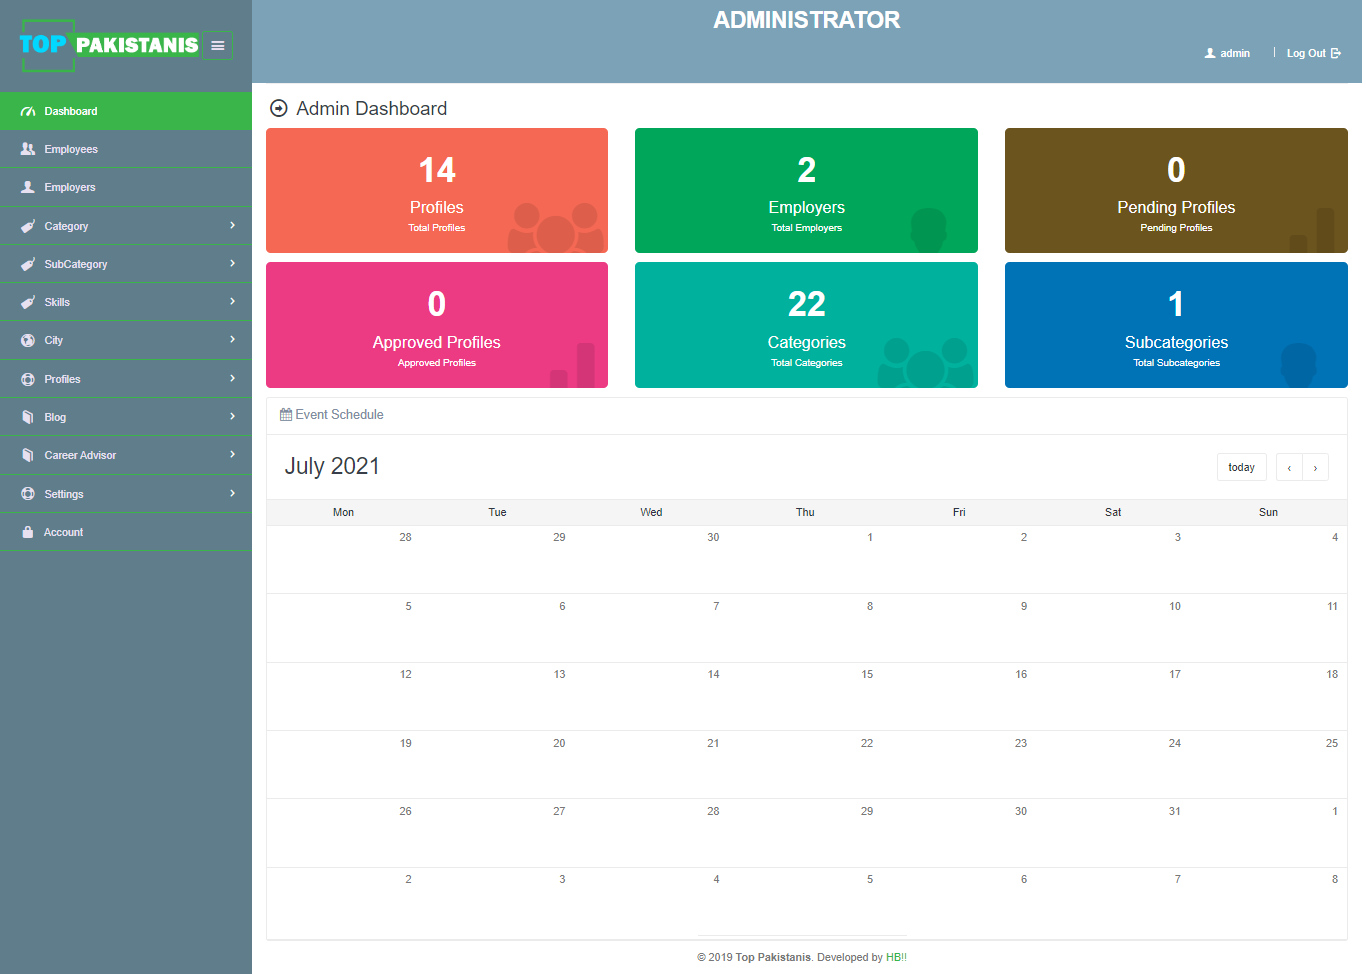 TOP PAKISTANIS
ADMINISTRATOR
admin
Log Out
Dashboard
Employees
Employers
Category
SubCategory
Skills
City
Profiles
Blog
Career Advisor
Settings
Account
Admin Dashboard
14
Profiles
Total Profiles
2
Employers
Total Employers
0
Pending Profiles
Pending Profiles
0
Approved Profiles
Approved Profiles
22
Categories
Total Categories
1
Subcategories
Total Subcategories
Event Schedule
July 2021
today ‹ ›
Mon Tue Wed Thu Fri Sat Sun
28 29 30 1 2 3 4
5 6 7 8 9 10 11
12 13 14 15 16 17 18
19 20 21 22 23 24 25
26 27 28 29 30 31 1
2 3 4 5 6 7 8
© 2019 Top Pakistanis. Developed by HB!!